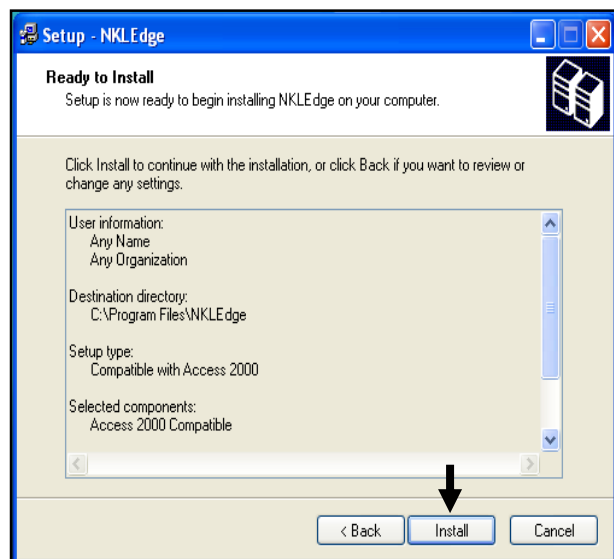 Setup - NKLEdge
Ready to Install
Setup is now ready to begin installing NKLEdge on your computer.
Click Install to continue with the installation, or click Back if you want to review or
change any settings.
User information:
Any Name
Any Organization
Destination directory:
C:\Program Files\NKLEdge
Setup type:
Compatible with Access 2000
Selected components:
Access 2000 Compatible
< Back
Install
Cancel